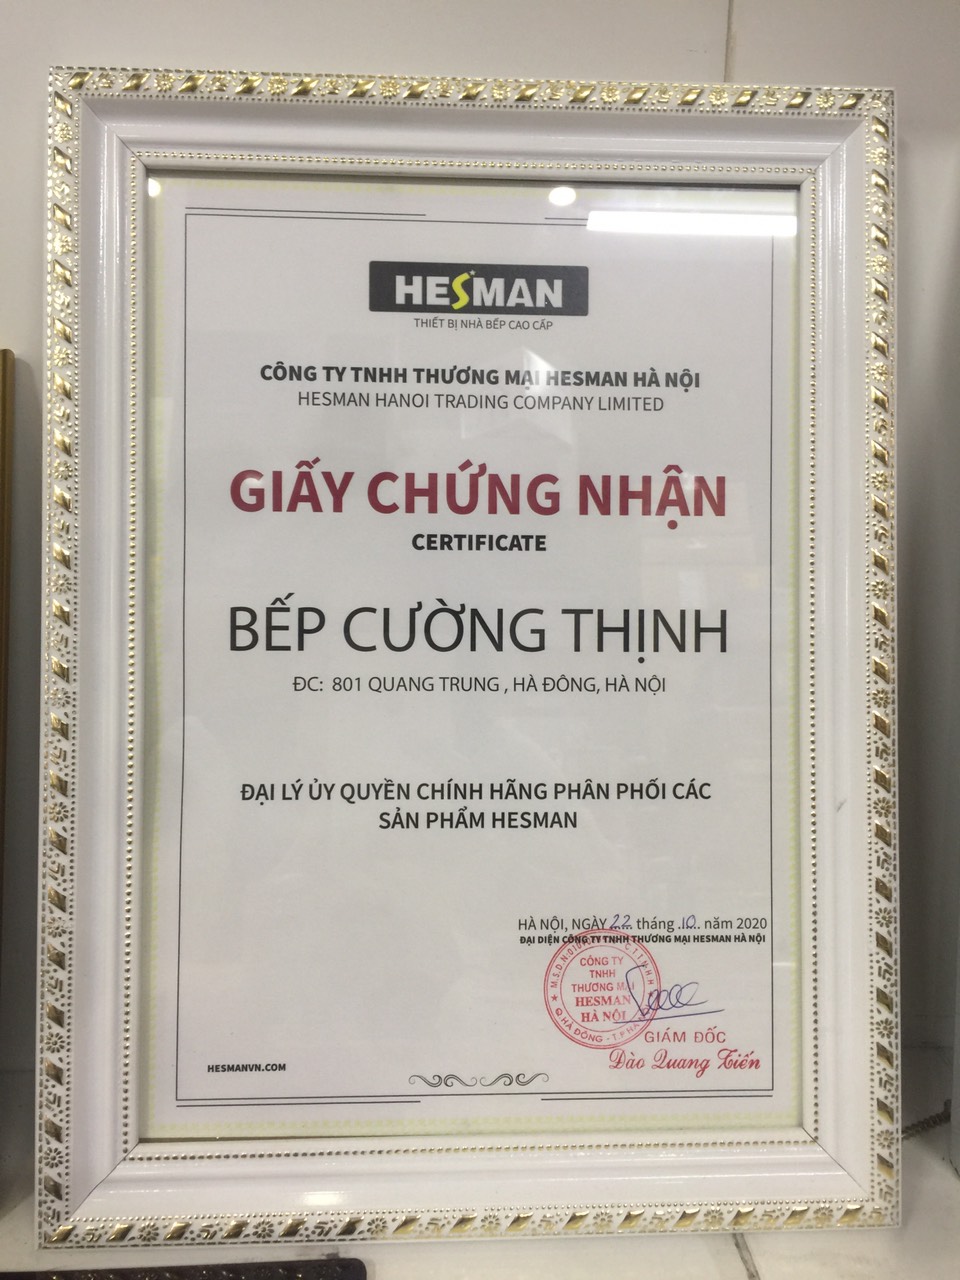 HESMAN
THIẾT BỊ NHÀ BẾP CAO CẤP
CÔNG TY TNHH THƯƠNG MẠI HESMAN HÀ NỘI
HESMAN HANOI TRADING COMPANY LIMITED
GIẤY CHỨNG NHẬN
CERTIFICATE
BẾP CƯỜNG THỊNH
ĐC: 801 QUANG TRUNG , HÀ ĐÔNG, HÀ NỘI
ĐẠI LÝ ỦY QUYỀN CHÍNH HÃNG PHÂN PHỐI CÁC
SẢN PHẨM HESMAN
HÀ NỘI, NGÀY 22 tháng .10.. năm 2020
ĐẠI DIỆN CÔNG TY TNHH THƯƠNG MẠI HESMAN HÀ NỘI
CÔNG TY
TNHH
THƯƠNG MẠI
HESMAN
HÀ NỘI
Q.HÀ ĐÔNG - T.P HÀ
GIÁM ĐỐC
Đào Quang Tiến
HESMANVN.COM